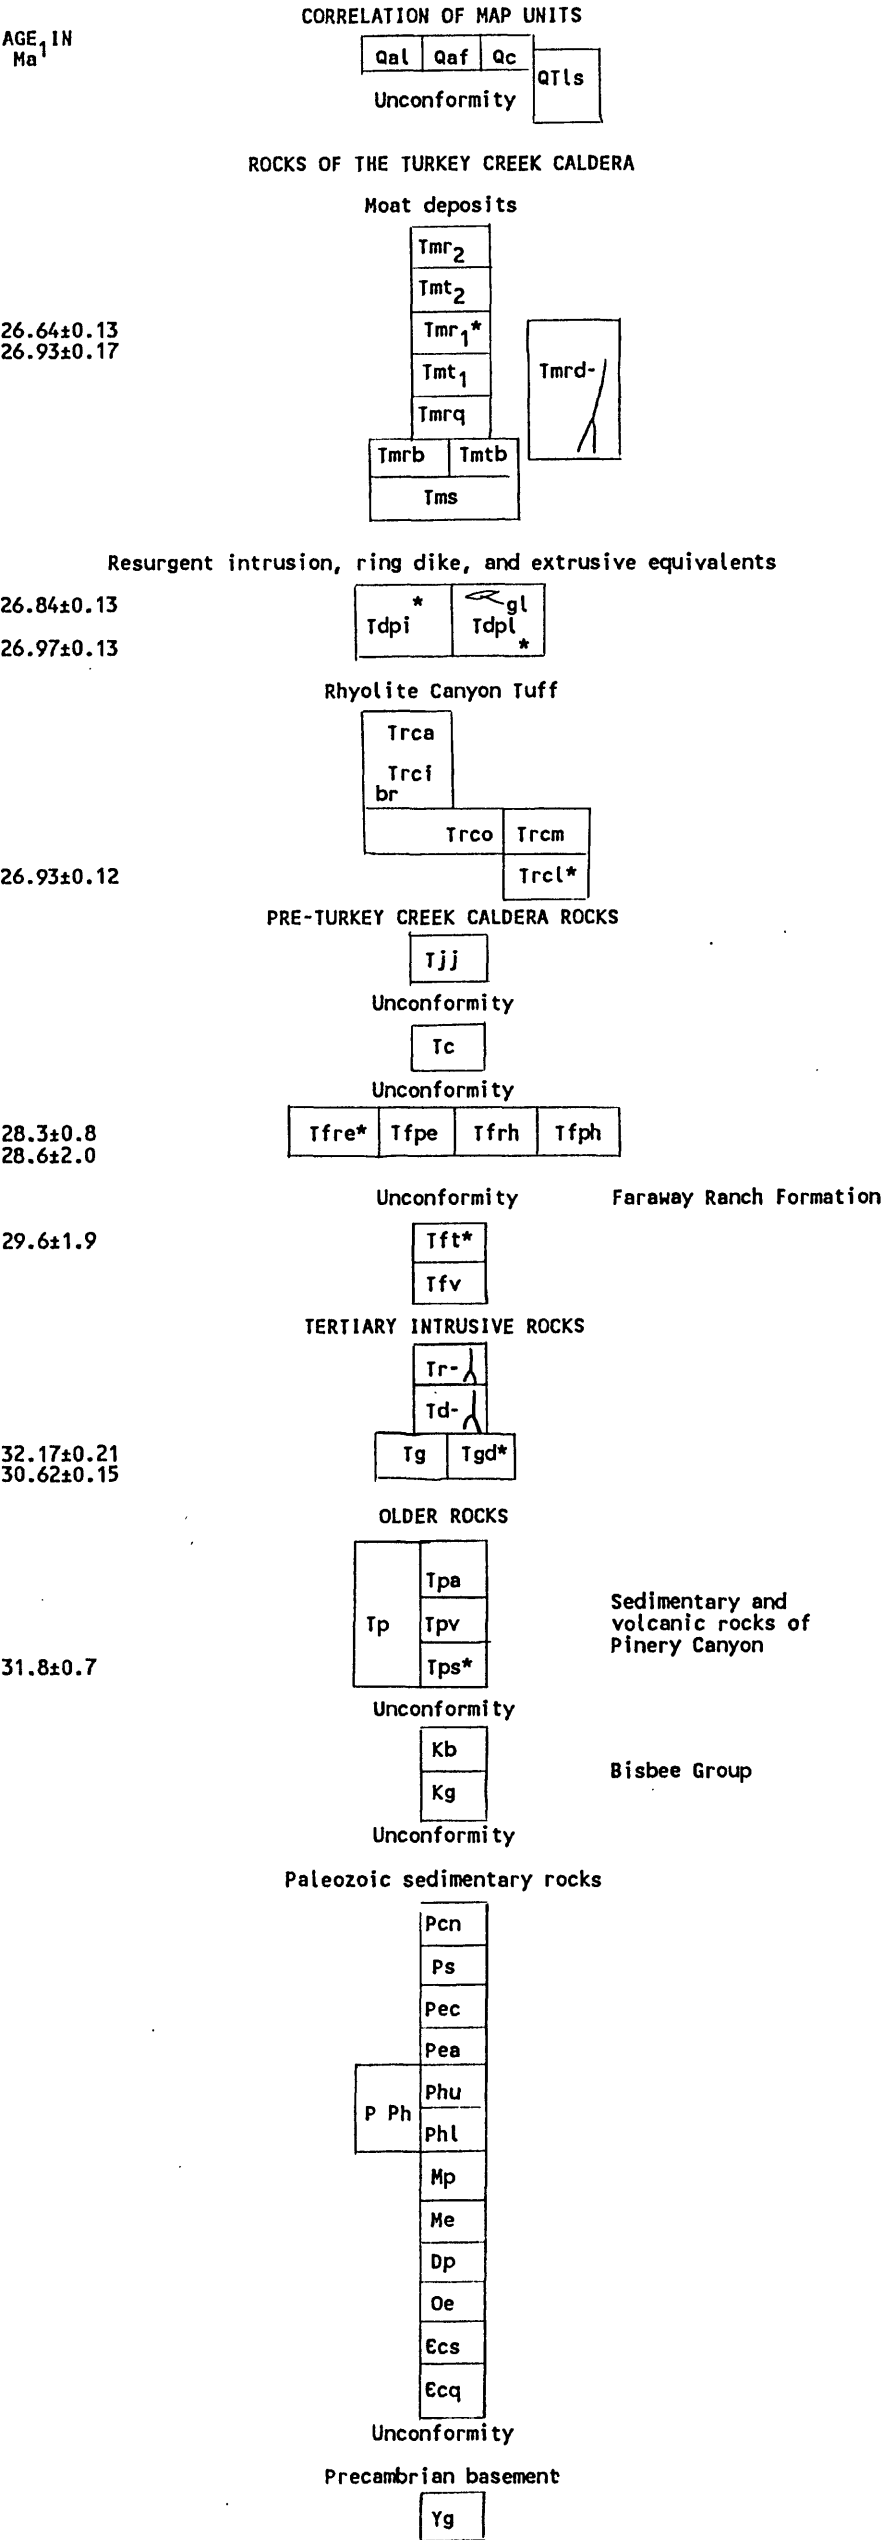 CORRELATION OF MAP UNITS
AGE IN
Ma1
Qal Qaf Qc
QTls
Unconformity
ROCKS OF THE TURKEY CREEK CALDERA
Moat deposits
Tmr2
Tmt2
26.64±0.13
Tmr1*
26.93±0.17
Tmt1
Tmrd-
Tmrq
Tmrb Tmtb
Tms
Resurgent intrusion, ring dike, and extrusive equivalents
26.84±0.13
* gl
Tdpi Tdpl
26.97±0.13
*
Rhyolite Canyon Tuff
Trca
Trci
br
Trco Trcm
26.93±0.12
Trcl*
PRE-TURKEY CREEK CALDERA ROCKS
Tjj
Unconformity
Tc
Unconformity
28.3±0.8
Tfre* Tfpe Tfrh Tfph
28.6±2.0
Unconformity
Faraway Ranch Formation
29.6±1.9
Tft*
Tfv
TERTIARY INTRUSIVE ROCKS
Tr-
Td-
32.17±0.21
Tg Tgd*
30.62±0.15
OLDER ROCKS
Tpa
Sedimentary and
Tp Tpv
volcanic rocks of
Pinery Canyon
31.8±0.7
Tps*
Unconformity
Kb
Bisbee Group
Kg
Unconformity
Paleozoic sedimentary rocks
Pcn
Ps
Pec
Pea
Phu
P Ph
Phl
Mp
Me
Dp
Oe
Єcs
Єcq
Unconformity
Precambrian basement
Yg